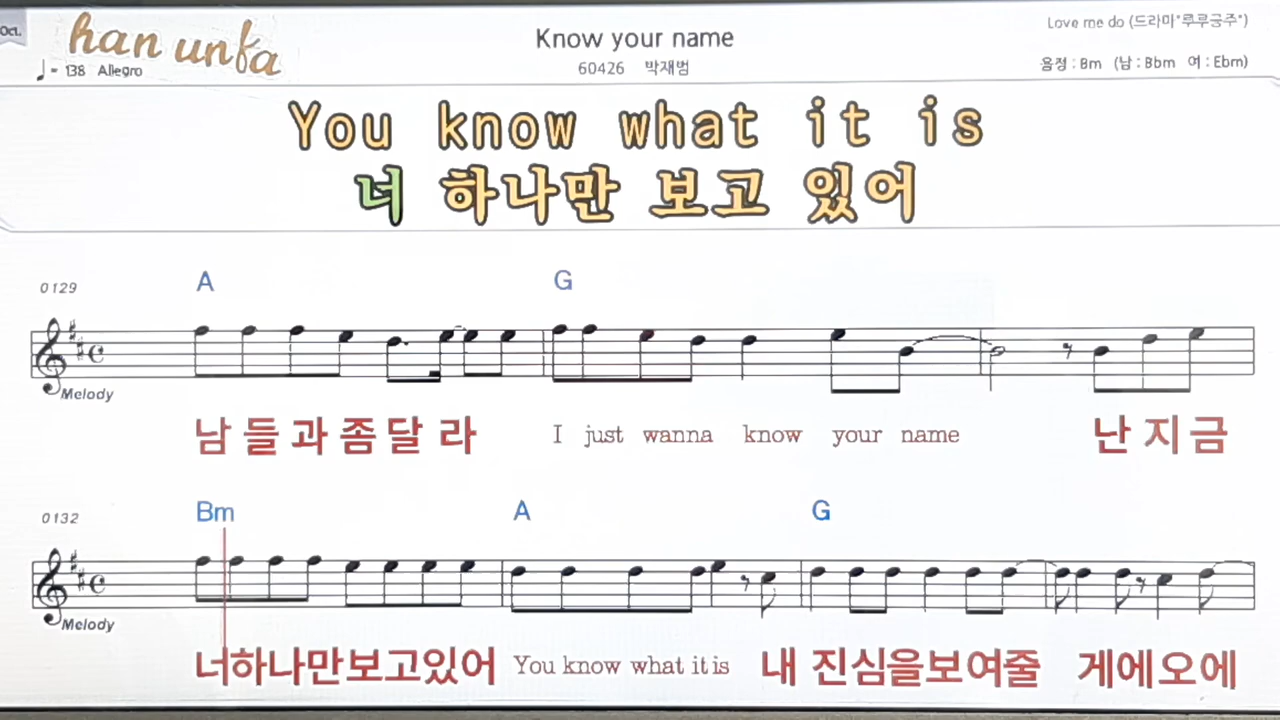 Oct.
han unfa
Know your name
Love me do (드라마"루루공주")
♩= 138 Allegro
60426 박재범
원정 : Bm (남 : Bbm 여 : Ebm)
You know what it is
너 하나만 보고 있어
0129
A G
Melody
남 들 과 좀 달 라 I just wanna know your name 난 지 금
0132
Bm A G
Melody
너하나만보고있어 You know what it is 내 진심을보여줄 게에오에